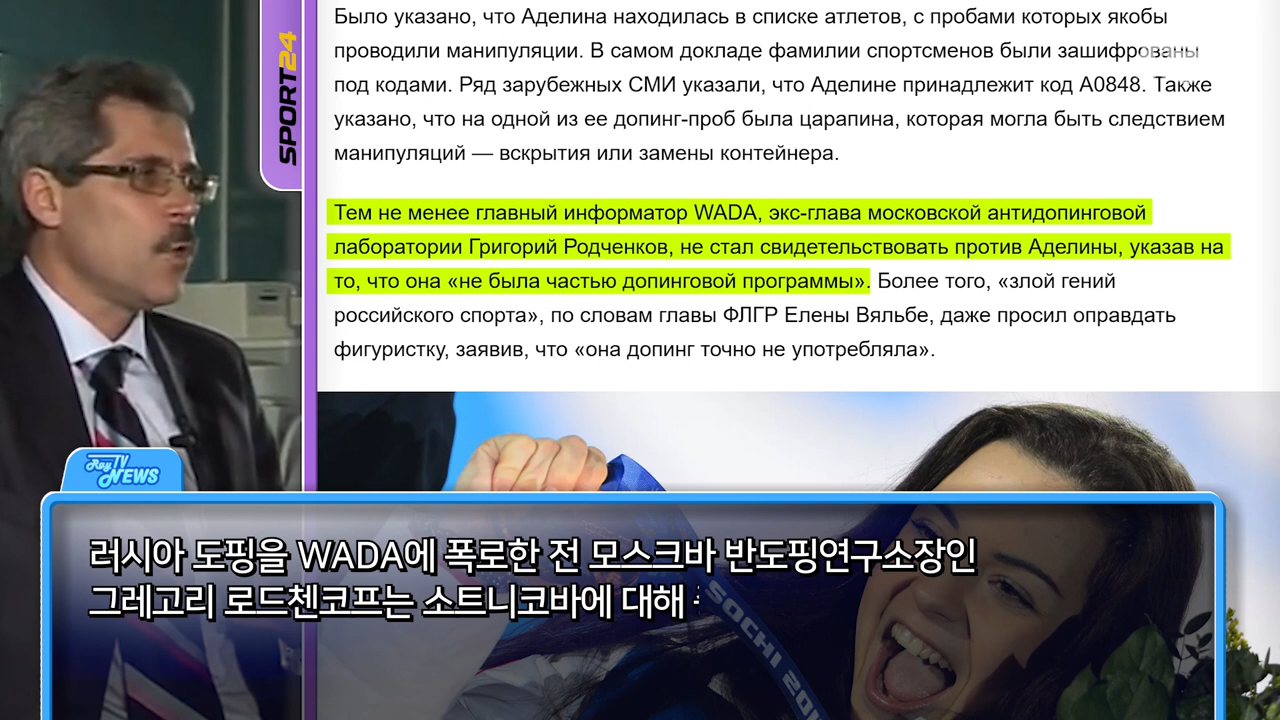 SPORT24
Было указано, что Аделина находилась в списке атлетов, с пробами которых якобы
проводили манипуляции. В самом докладе фамилии спортсменов были зашифрованы
под кодами. Ряд зарубежных СМИ указали, что Аделине принадлежит код А0848. Также
указано, что на одной из ее допинг-проб была царапина, которая могла быть следствием
манипуляций — вскрытия или замены контейнера.
Тем не менее главный информатор WADA, экс-глава московской антидопинговой
лаборатории Григорий Родченков, не стал свидетельствовать против Аделины, указав на
то, что она «не была частью допинговой программы». Более того, «злой гений
российского спорта», по словам главы ФЛГР Елены Вяльбе, даже просил оправдать
фигуристку, заявив, что «она допинг точно не употребляла».
RoyTV
NEWS
러시아 도핑을 WADA에 폭로한 전 모스크바 반도핑연구소장인
그레고리 로드첸코프는 소트니코바에 대해
SOCHI 201